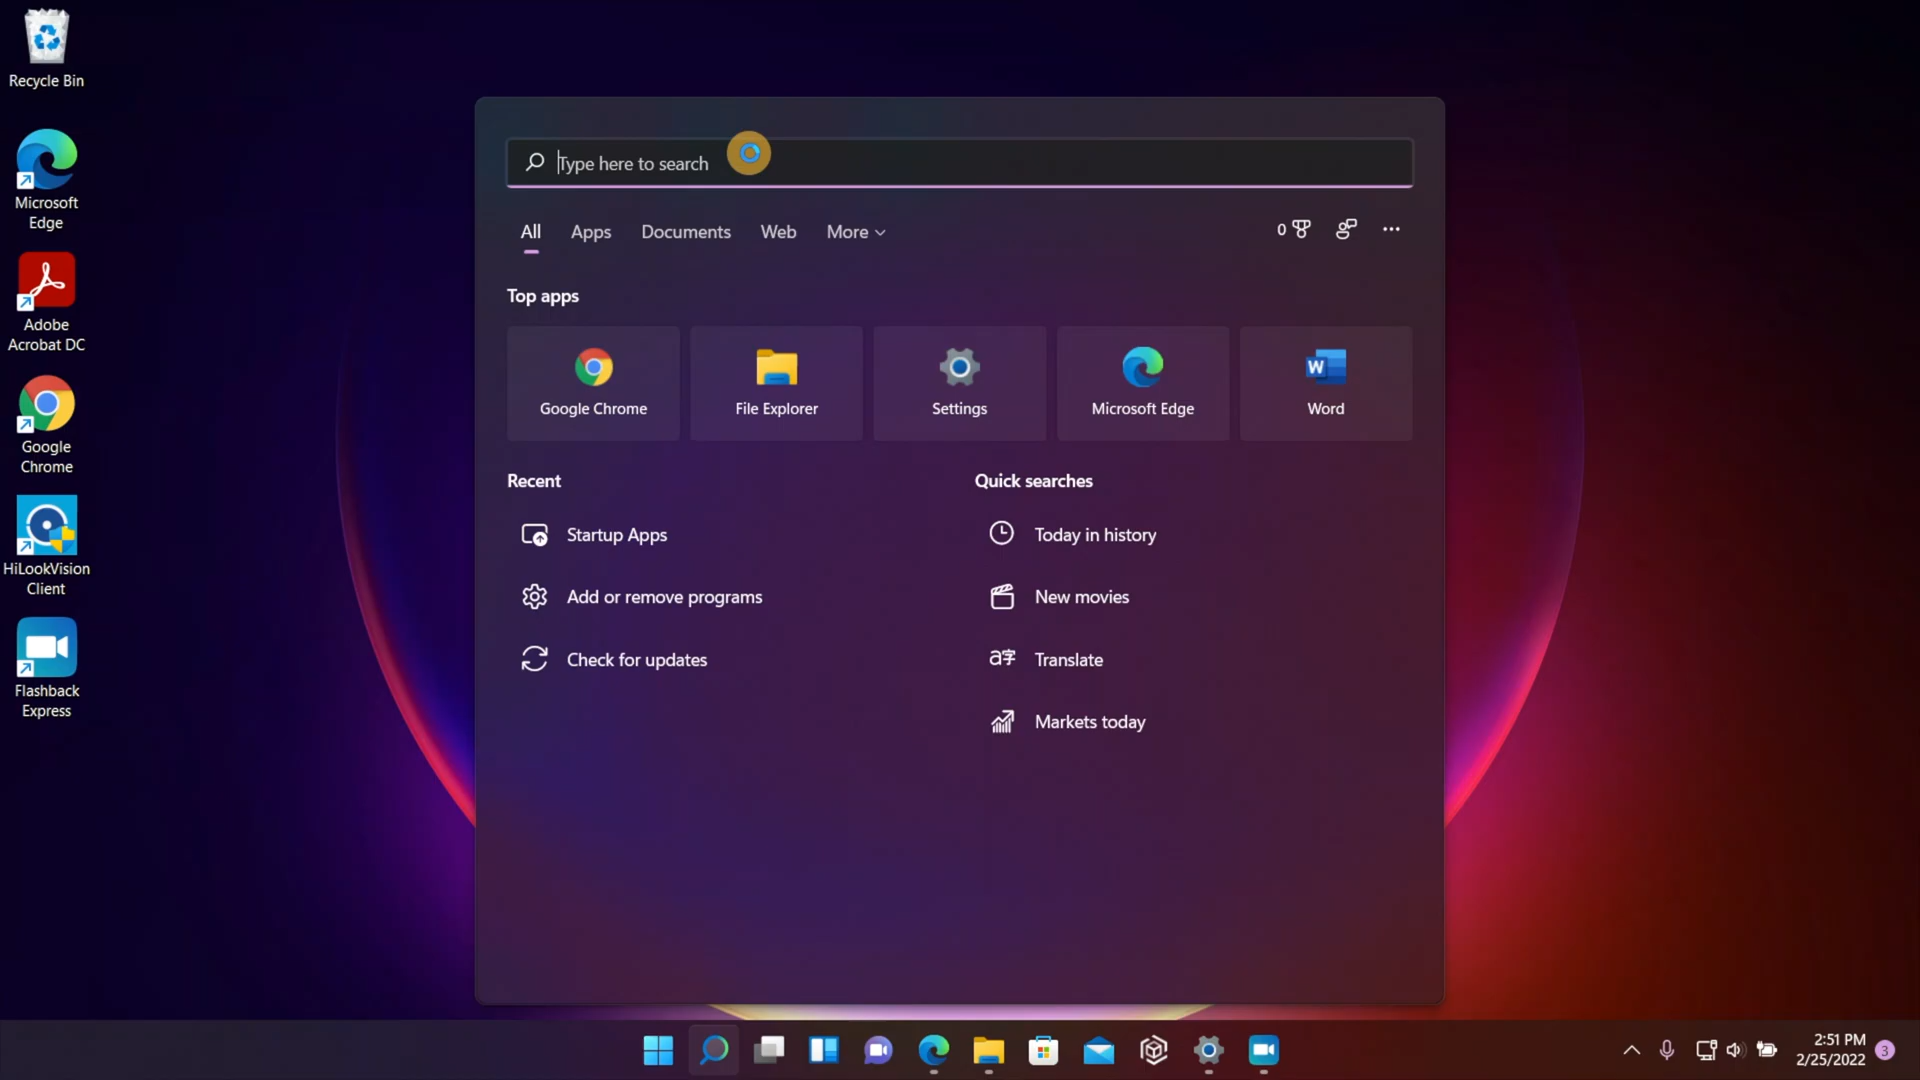 Recycle Bin
Microsoft
Edge
Adobe
Acrobat DC
Google
Chrome
HiLookVision
Client
Flashback
Express
Type here to search
All Apps Documents Web More
0
Top apps
Google Chrome File Explorer Settings Microsoft Edge Word
Recent
Startup Apps
Add or remove programs
Check for updates
Quick searches
Today in history
New movies
Translate
Markets today
2:51 PM
2/25/2022
3